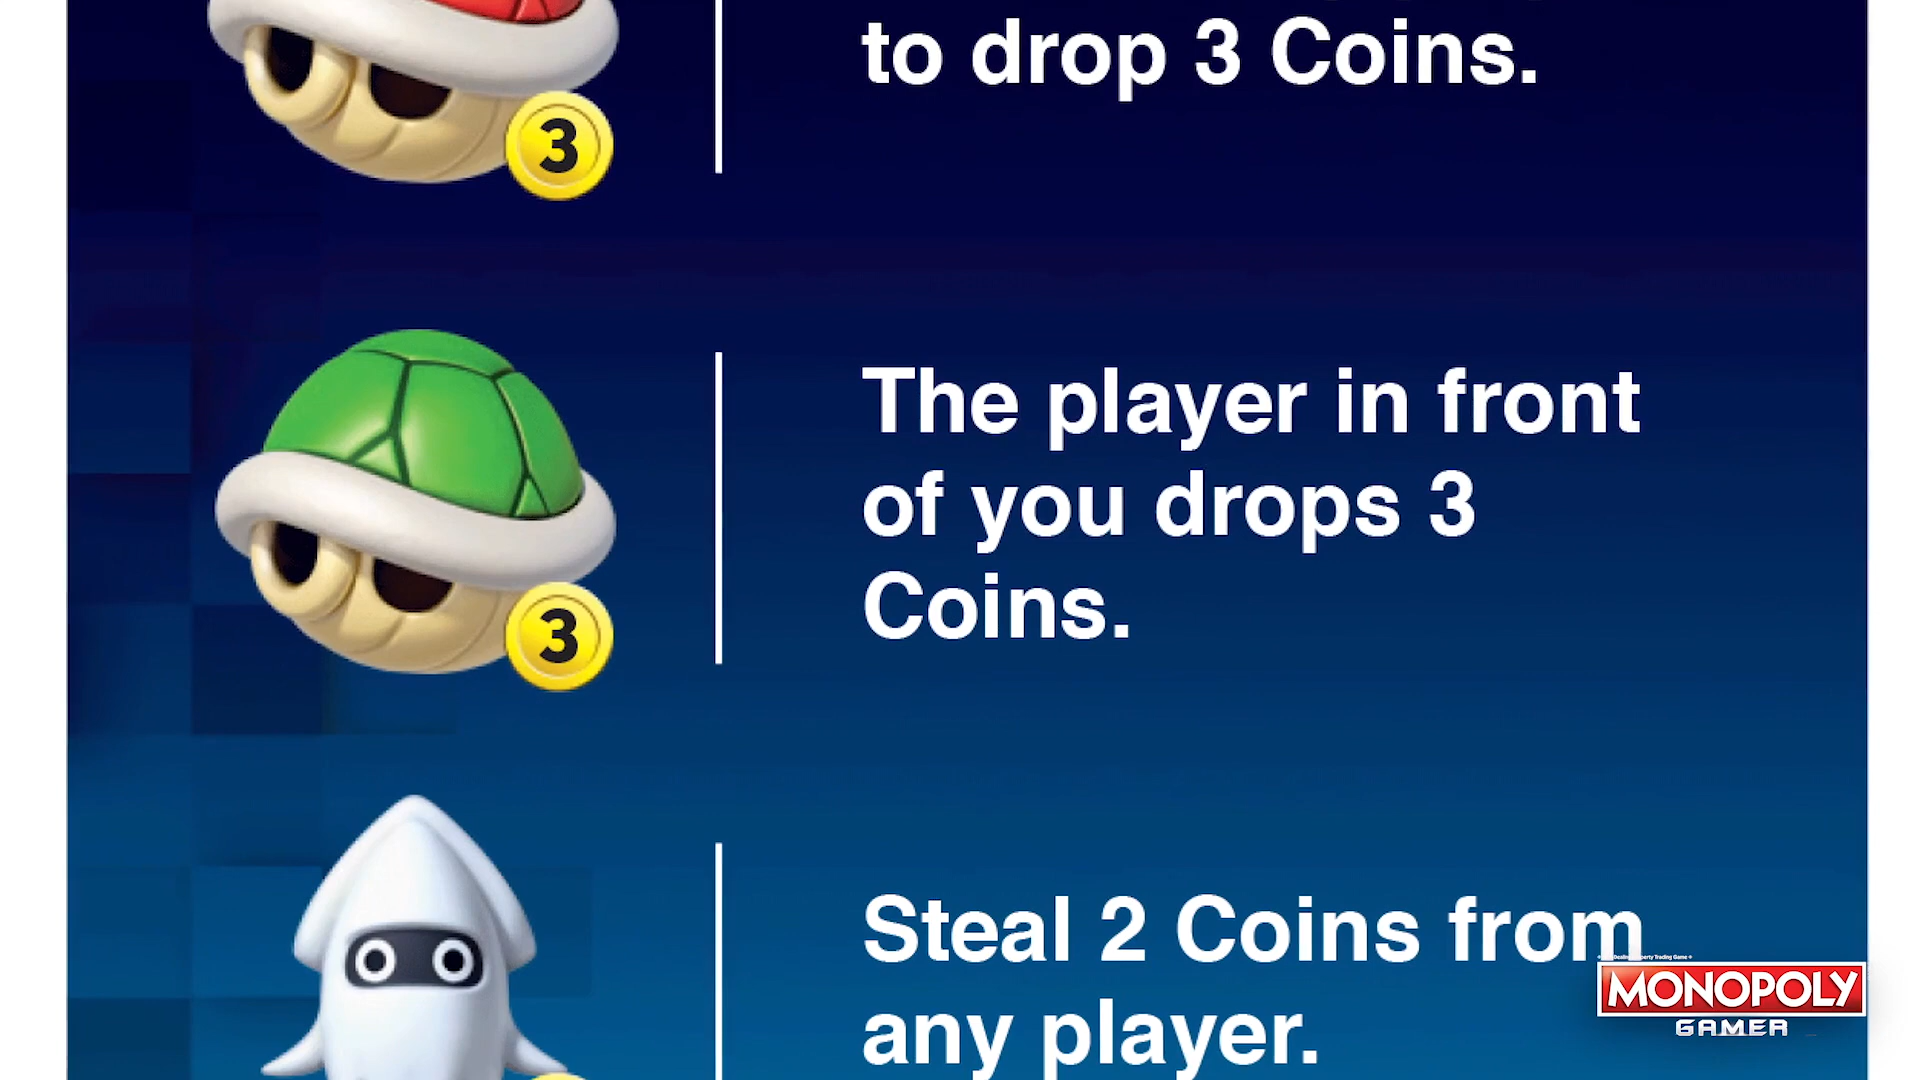 to drop 3 Coins.
3
The player in front
of you drops 3
Coins.
3
Steal 2 Coins from
any player.
MONOPOLY
GAMER